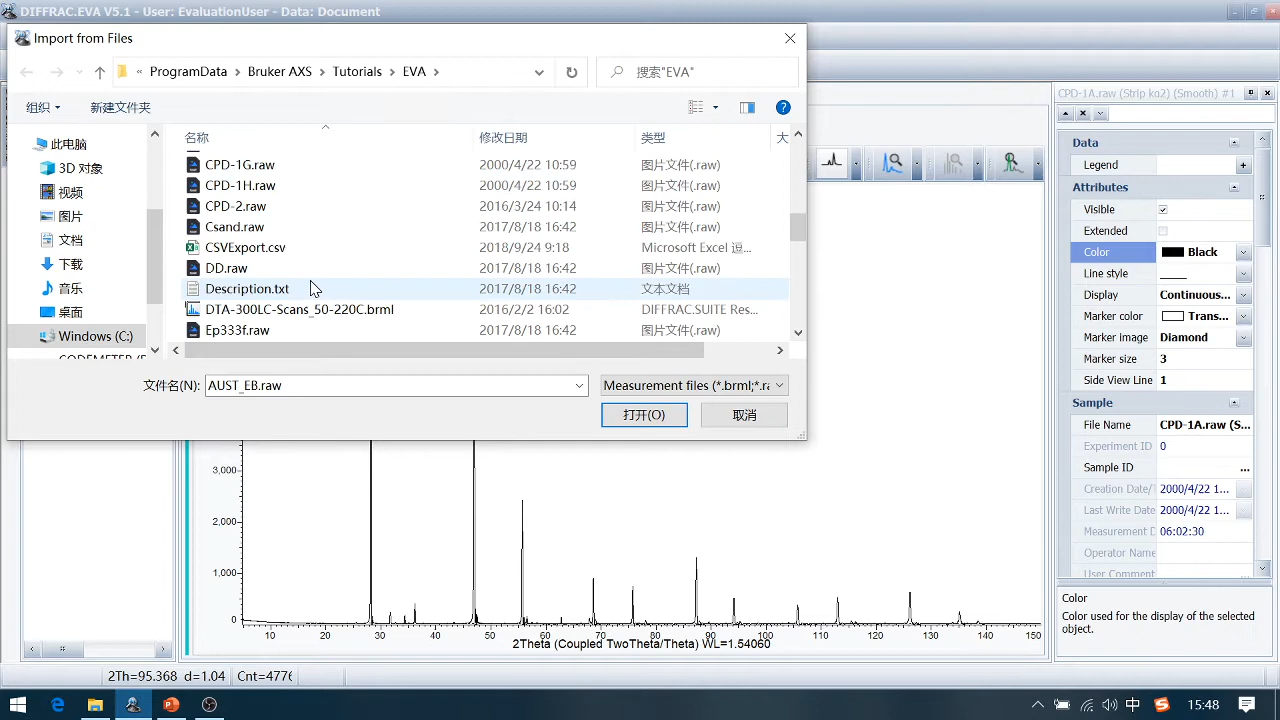 DIFFRAC.EVA V5.1 - User: EvaluationUser - Data: Document
Import from Files
« ProgramData › Bruker AXS › Tutorials › EVA ›
搜索"EVA"
组织
新建文件夹
名称 修改日期 类型 大
此电脑
3D 对象
视频
图片
文档
下载
音乐
桌面
Windows (C:)
CPD-1G.raw 2000/4/22 10:59 图片文件(.raw)
CPD-1H.raw 2000/4/22 10:59 图片文件(.raw)
CPD-2.raw 2016/3/24 10:14 图片文件(.raw)
Csand.raw 2017/8/18 16:42 图片文件(.raw)
CSVExport.csv 2018/9/24 9:18 Microsoft Excel 逗...
DD.raw 2017/8/18 16:42 图片文件(.raw)
Description.txt 2017/8/18 16:42 文本文档
DTA-300LC-Scans_50-220C.brml 2016/2/2 16:02 DIFFRAC.SUITE Res...
Ep333f.raw 2017/8/18 16:42 图片文件(.raw)
文件名(N): AUST_EB.raw
Measurement files (*.brml;*.ra
打开(O)
取消
CPD-1A.raw (Strip kα2) (Smooth) #1
Data
Legend
Attributes
Visible
Extended
Color Black
Line style
Display Continuous...
Marker color Trans...
Marker image Diamond
Marker size 3
Side View Line 1
Sample
File Name CPD-1A.raw (S...
Experiment ID 0
Sample ID ...
Creation Date/T 2000/4/22 1...
Last Write Date 2000/4/22 1...
Measurement D 06:02:30
Operator Name
User Comment ...
Color
Color used for the display of the selected
object.
3,000
2,000
1,000
0
10 20 30 40 50 60 70 80 90 100 110 120 130 140 150
2Theta (Coupled TwoTheta/Theta) WL=1.54060
2Th=95.368 d=1.04 Cnt=4776
中
15:48